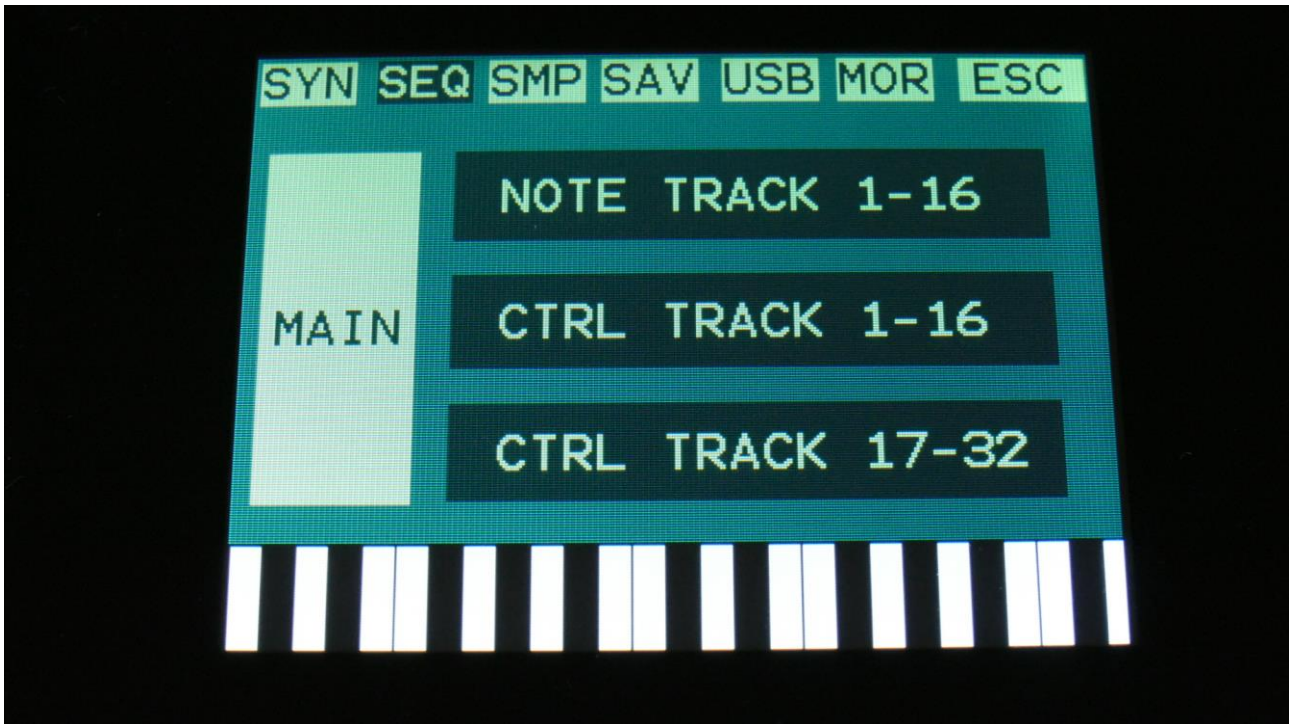 SYN SEQ SMP SAV USB MOR ESC
MAIN
NOTE TRACK 1-16
CTRL TRACK 1-16
CTRL TRACK 17-32